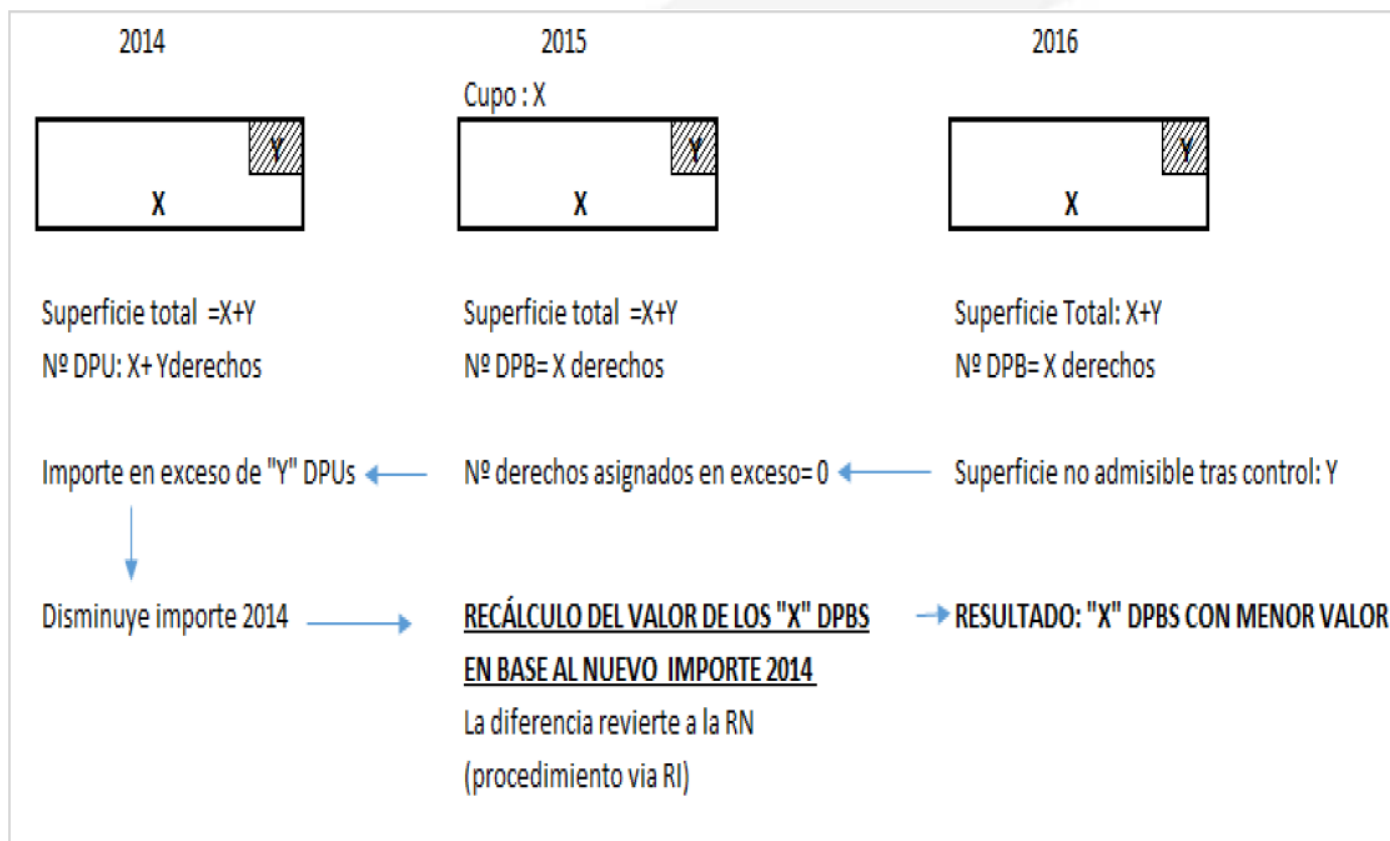 2014
2015
2016
Cupo : X
Y
X
Y
X
Y
X
Superficie total =X+Y
Superficie total =X+Y
Superficie Total: X+Y
Nº DPU: X+ Yderechos
Nº DPB= X derechos
Nº DPB= X derechos
Importe en exceso de "Y" DPUs
Nº derechos asignados en exceso= 0
Superficie no admisible tras control: Y
Disminuye importe 2014
RECÁLCULO DEL VALOR DE LOS "X" DPBS
RESULTADO: "X" DPBS CON MENOR VALOR
EN BASE AL NUEVO IMPORTE 2014
La diferencia revierte a la RN
(procedimiento via RI)